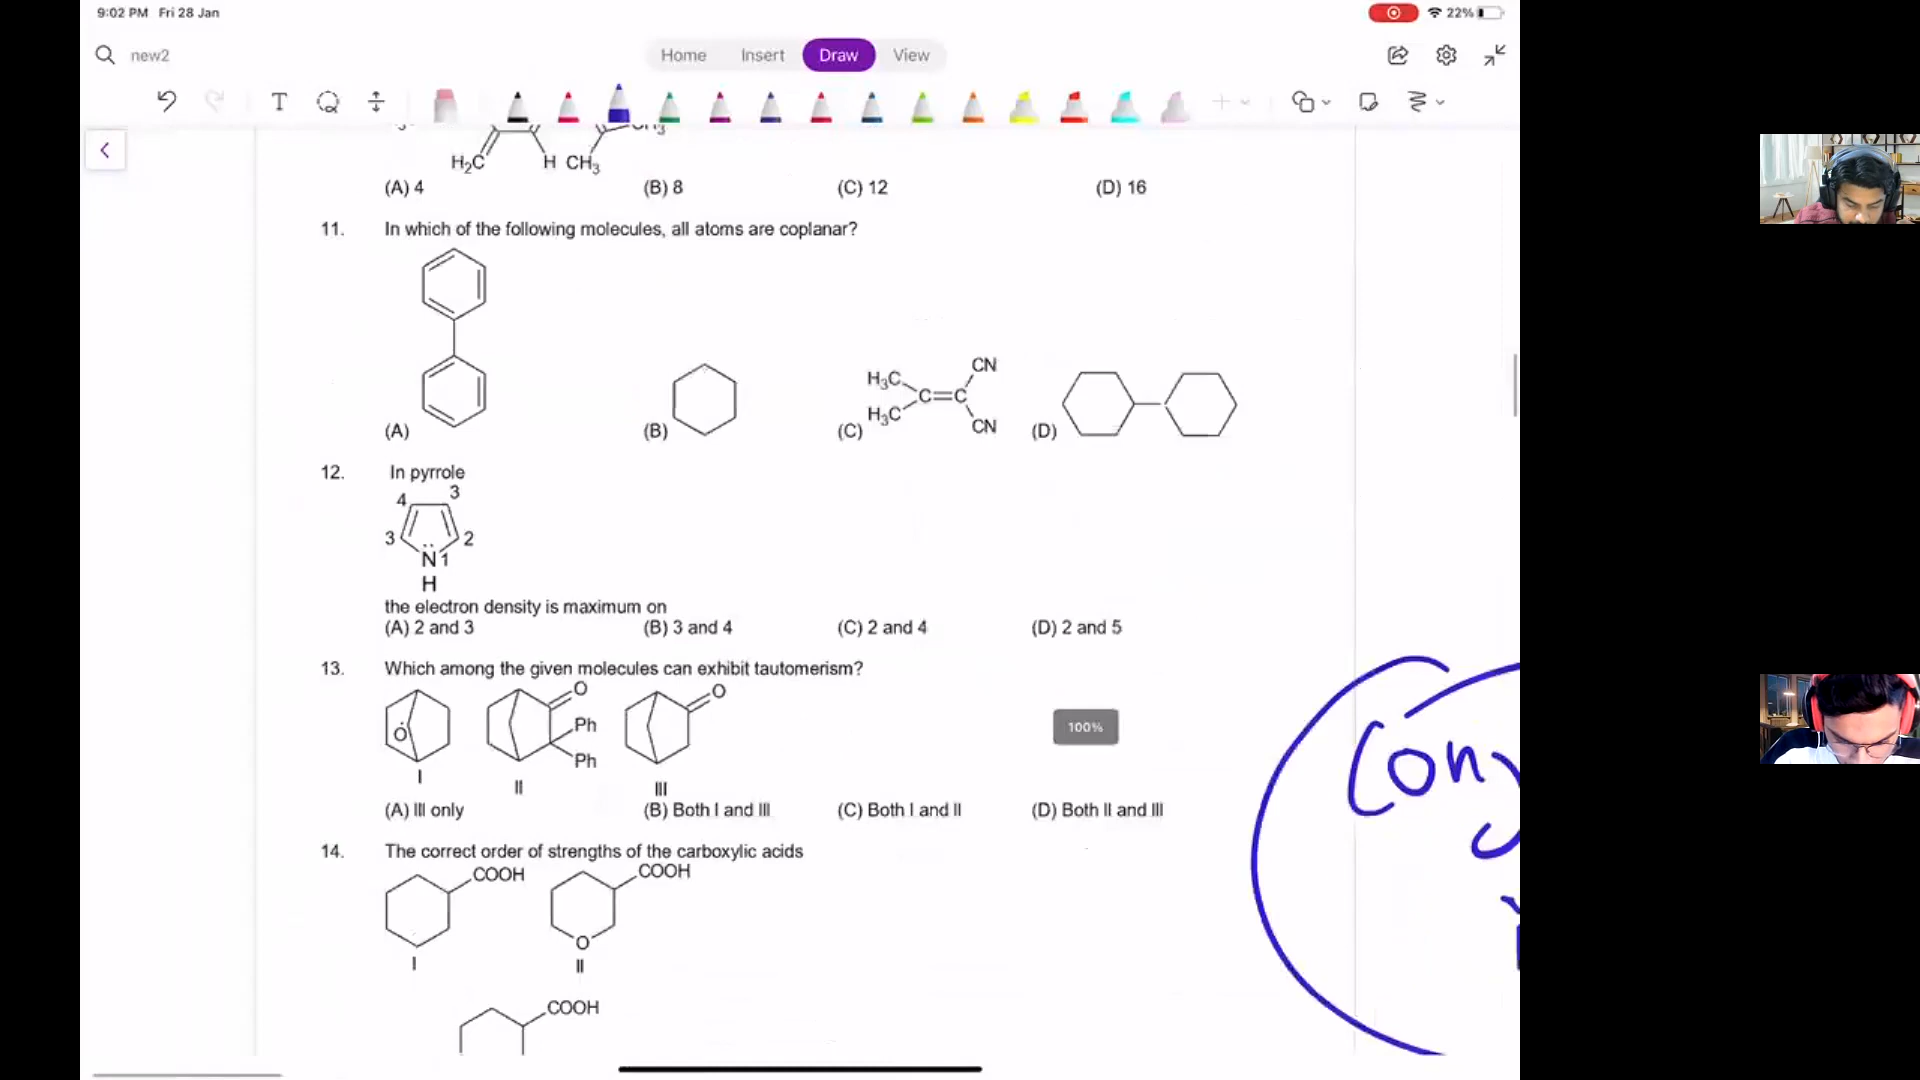 9:02 PM Fri 28 Jan
22%
new2
Home Insert Draw View
H₂C H CH₃
(A) 4 (B) 8 (C) 12 (D) 16
11. In which of the following molecules, all atoms are coplanar?
CN
H₃C
C=C
H₃C
CN
(A) (B) (C) (D)
12. In pyrrole
4 3
3 2
N 1
H
the electron density is maximum on
(A) 2 and 3 (B) 3 and 4 (C) 2 and 4 (D) 2 and 5
13. Which among the given molecules can exhibit tautomerism?
O O
Ph
O
Ph
I II III
100%
(A) III only (B) Both I and III (C) Both I and II (D) Both II and III
14. The correct order of strengths of the carboxylic acids
COOH COOH
O
I II
COOH